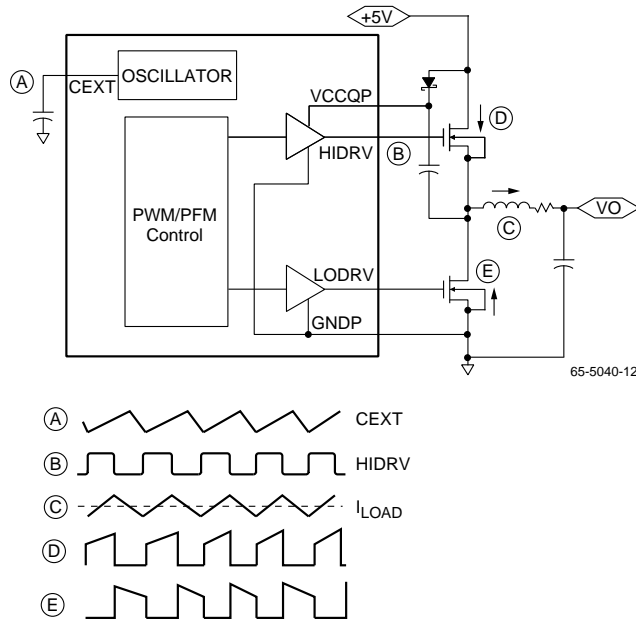 +5V
A
CEXT
OSCILLATOR
VCCQP
D
HIDRV
B
PWM/PFM
Control
C
VO
LODRV
E
GNDP
65-5040-12
A CEXT
B HIDRV
C ILOAD
D
E